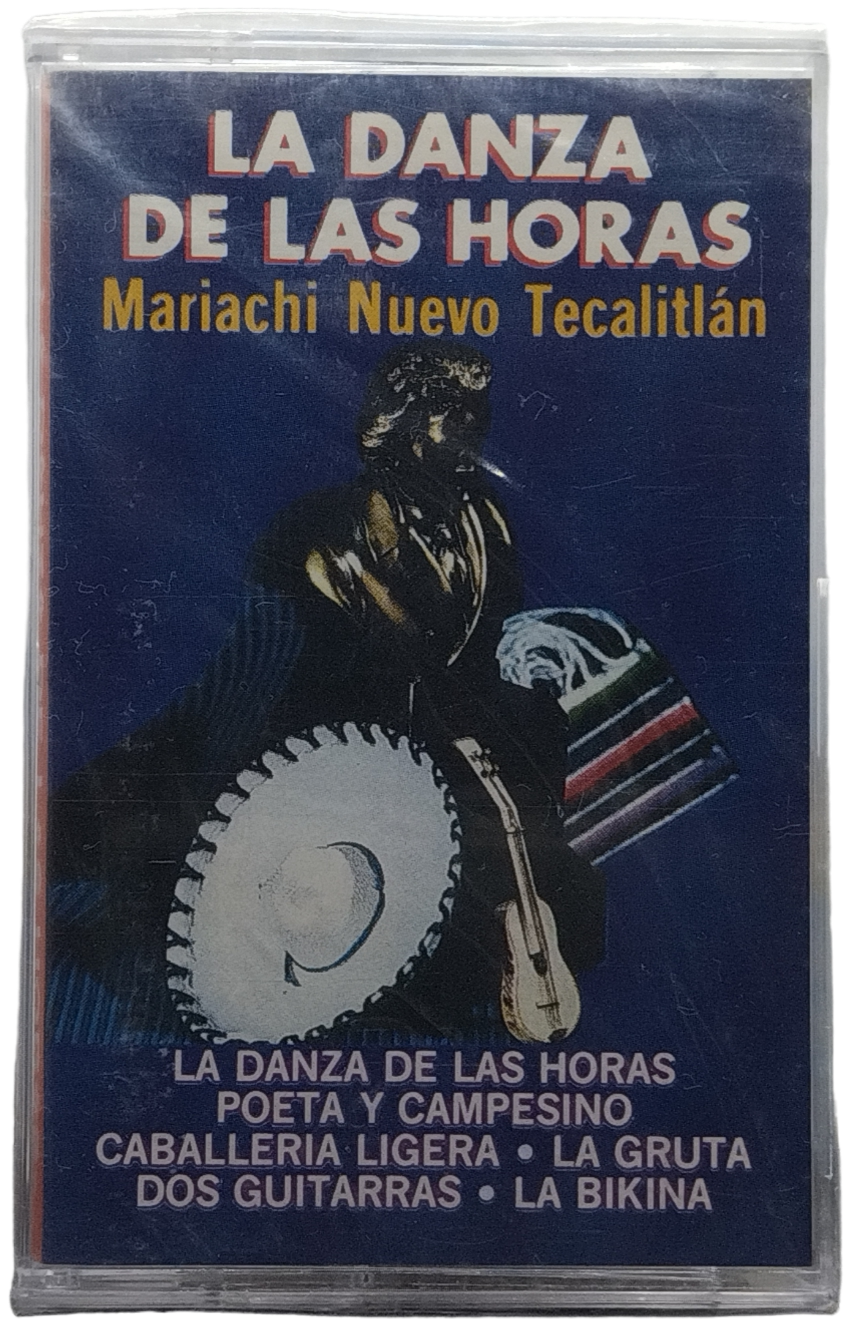 LA DANZA
DE LAS HORAS
Mariachi Nuevo Tecalitlán
LA DANZA DE LAS HORAS
POETA Y CAMPESINO
CABALLERIA LIGERA • LA GRUTA
DOS GUITARRAS • LA BIKINA